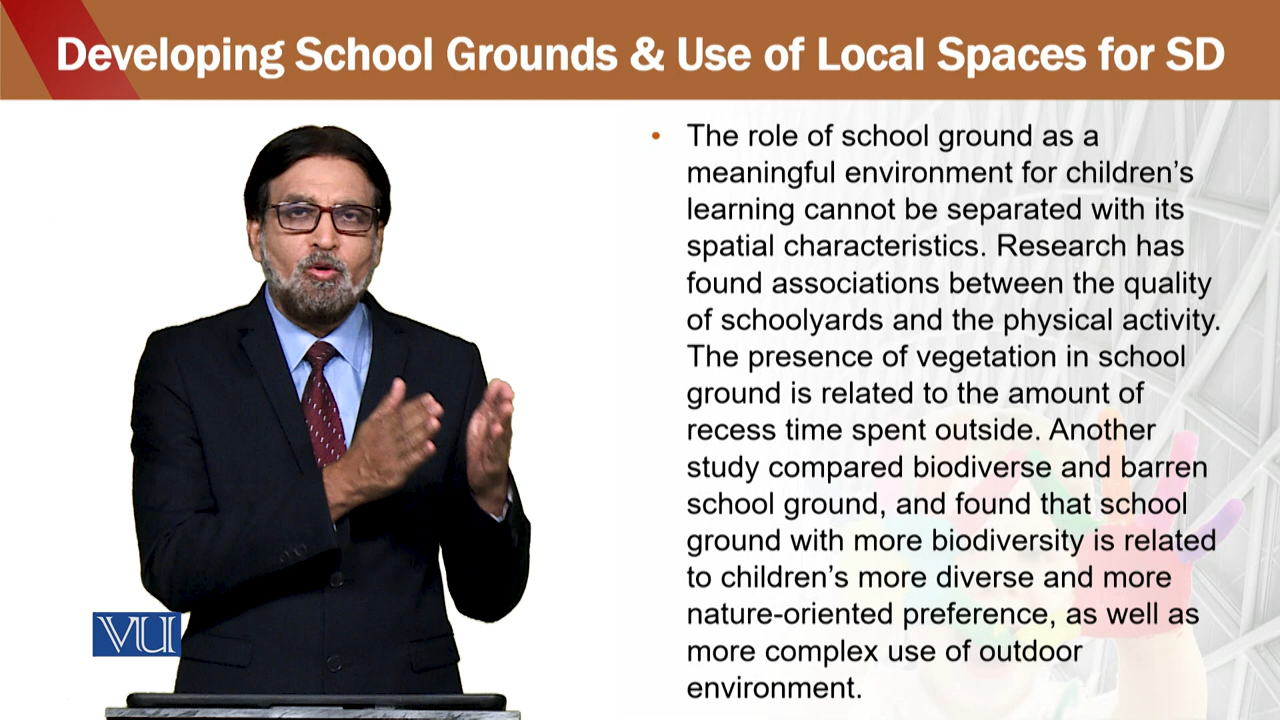 Developing School Grounds & Use of Local Spaces for SD
• The role of school ground as a
meaningful environment for children’s
learning cannot be separated with its
spatial characteristics. Research has
found associations between the quality
of schoolyards and the physical activity.
The presence of vegetation in school
ground is related to the amount of
recess time spent outside. Another
study compared biodiverse and barren
school ground, and found that school
ground with more biodiversity is related
to children’s more diverse and more
nature-oriented preference, as well as
more complex use of outdoor
environment.
VU